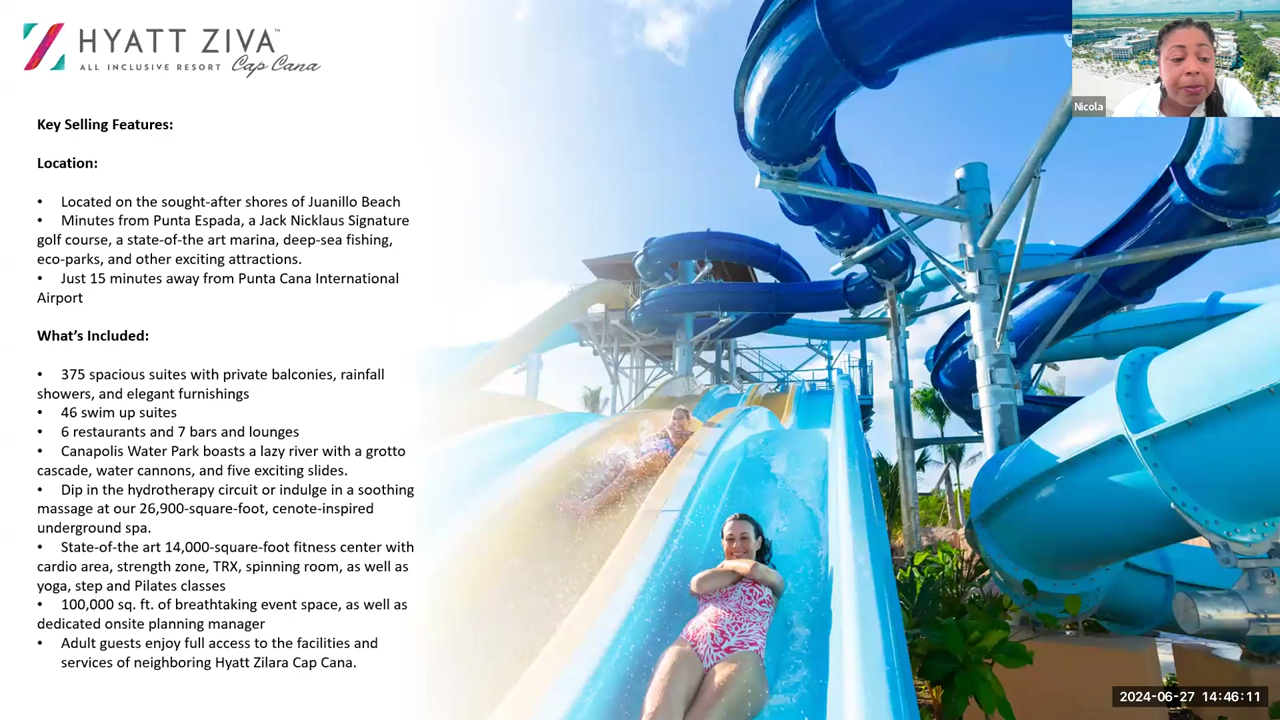 HYATT ZIVA™
ALL INCLUSIVE RESORT Cap Cana
Nicola
Key Selling Features:
Location:
• Located on the sought-after shores of Juanillo Beach
• Minutes from Punta Espada, a Jack Nicklaus Signature
golf course, a state-of-the art marina, deep-sea fishing,
eco-parks, and other exciting attractions.
• Just 15 minutes away from Punta Cana International
Airport
What’s Included:
• 375 spacious suites with private balconies, rainfall
showers, and elegant furnishings
• 46 swim up suites
• 6 restaurants and 7 bars and lounges
• Canapolis Water Park boasts a lazy river with a grotto
cascade, water cannons, and five exciting slides.
• Dip in the hydrotherapy circuit or indulge in a soothing
massage at our 26,900-square-foot, cenote-inspired
underground spa.
• State-of-the art 14,000-square-foot fitness center with
cardio area, strength zone, TRX, spinning room, as well as
yoga, step and Pilates classes
• 100,000 sq. ft. of breathtaking event space, as well as
dedicated onsite planning manager
• Adult guests enjoy full access to the facilities and
services of neighboring Hyatt Zilara Cap Cana.
2024-06-27 14:46:11